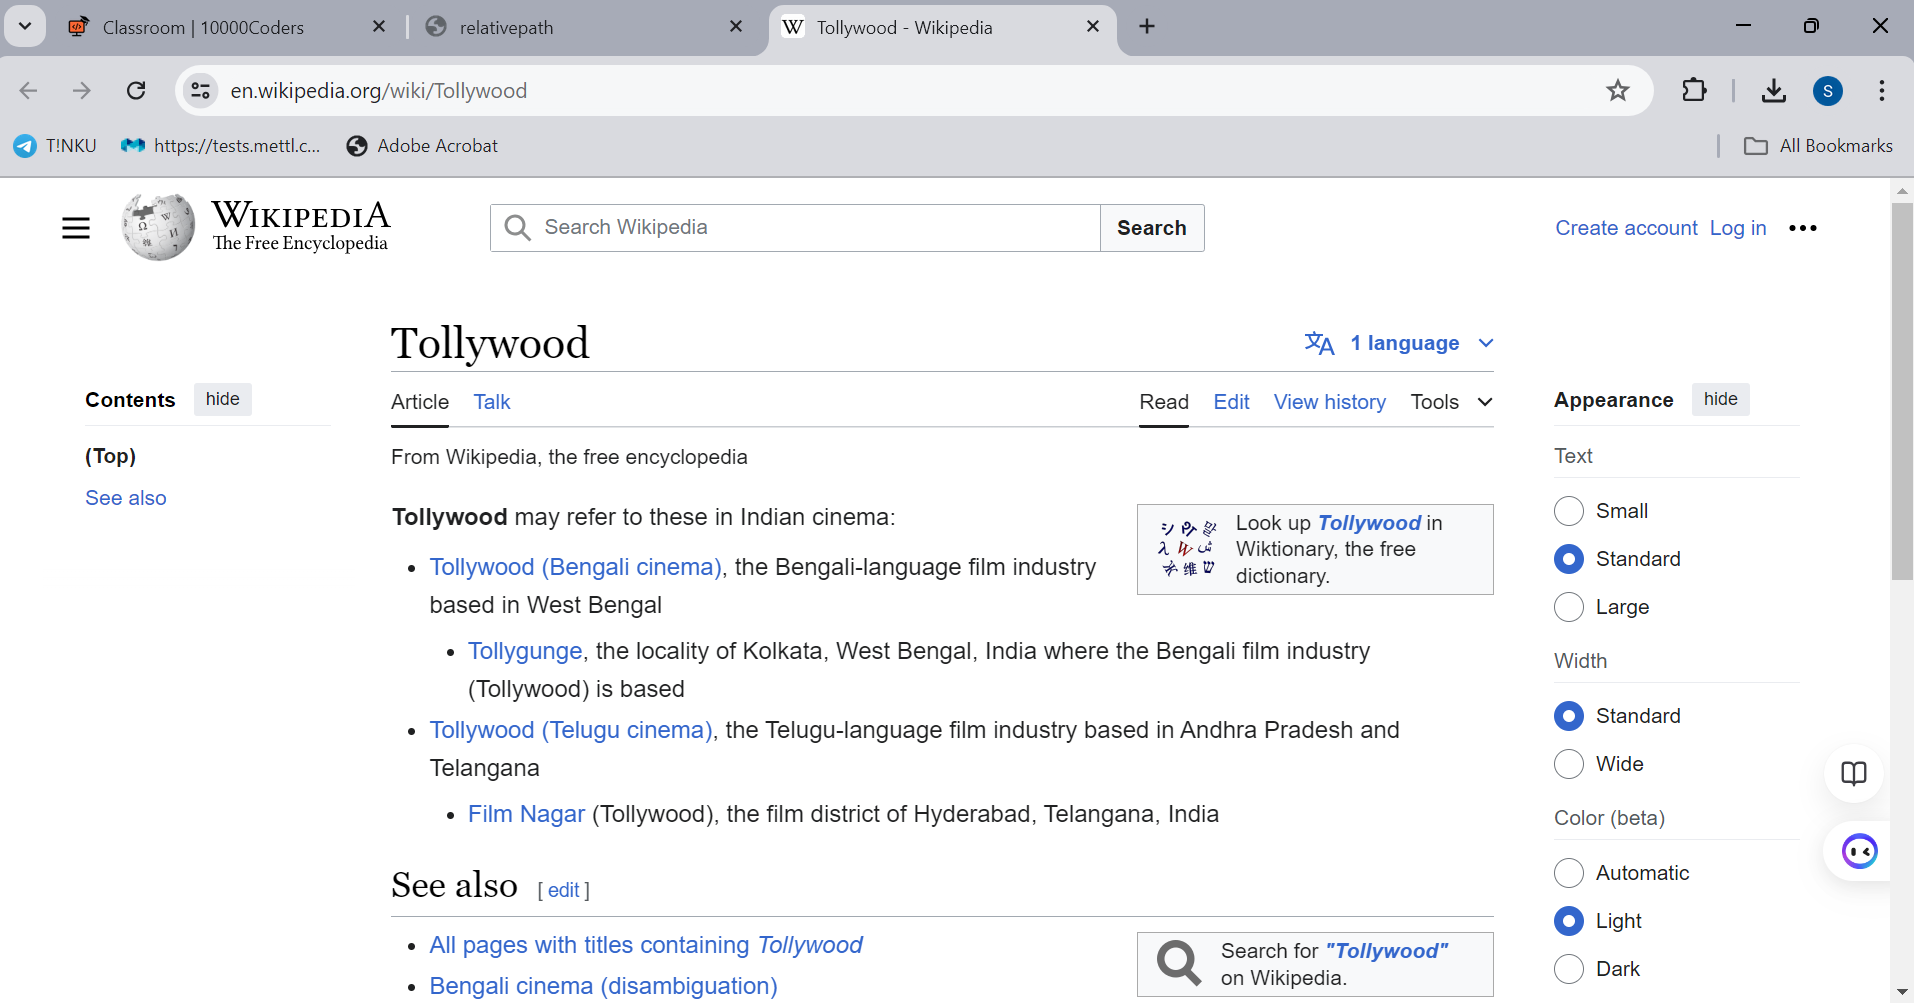 Classroom | 10000Coders
relativepath
Tollywood - Wikipedia
en.wikipedia.org/wiki/Tollywood
S
T!NKU
https://tests.mettl.c...
Adobe Acrobat
All Bookmarks
WIKIPEDIA
The Free Encyclopedia
Search Wikipedia
Search
Create account
Log in
Tollywood
1 language
Contents
hide
Article
Talk
Read
Edit
View history
Tools
Appearance
hide
(Top)
See also
From Wikipedia, the free encyclopedia
Text
Small
Standard
Large
Width
Standard
Wide
Color (beta)
Automatic
Light
Dark
Tollywood may refer to these in Indian cinema:
Look up Tollywood in
Wiktionary, the free
dictionary.
• Tollywood (Bengali cinema), the Bengali-language film industry
based in West Bengal
• Tollygunge, the locality of Kolkata, West Bengal, India where the Bengali film industry
(Tollywood) is based
• Tollywood (Telugu cinema), the Telugu-language film industry based in Andhra Pradesh and
Telangana
• Film Nagar (Tollywood), the film district of Hyderabad, Telangana, India
See also [ edit ]
• All pages with titles containing Tollywood
• Bengali cinema (disambiguation)
Search for "Tollywood"
on Wikipedia.